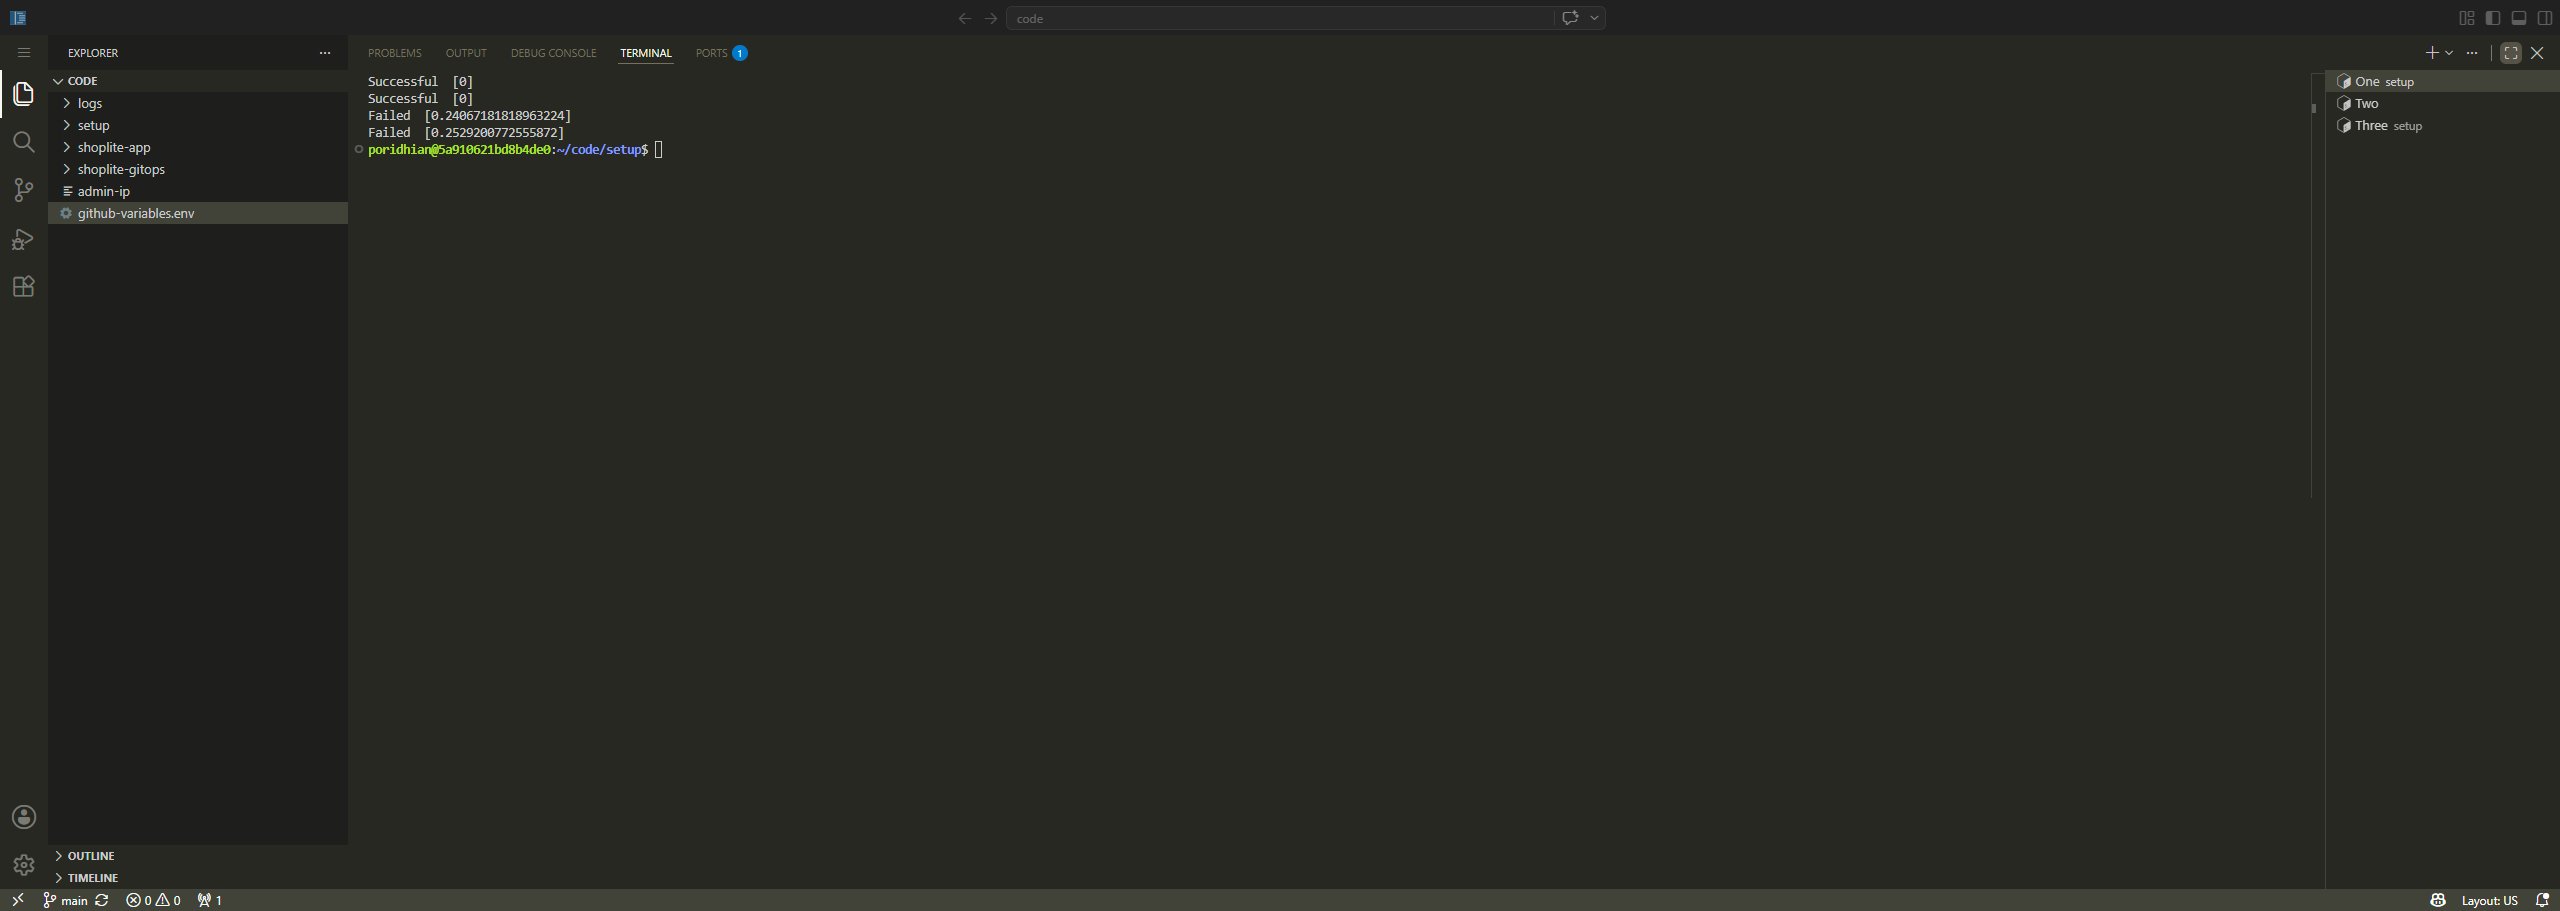 code
EXPLORER
CODE
logs
setup
shoplite-app
shoplite-gitops
admin-ip
github-variables.env
OUTLINE
TIMELINE
PROBLEMS OUTPUT DEBUG CONSOLE TERMINAL PORTS 1
Successful [0]
Successful [0]
Failed [0.24067181818963224]
Failed [0.2529200772555872]
poridhian@5a910621bd8b4de0:~/code/setup$
One setup
Two
Three setup
main 0 0 1
Layout: US